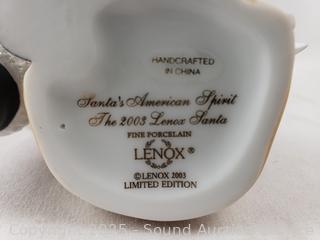 HANDCRAFTED
IN CHINA
Santa's American Spirit
The 2003 Lenox Santa
FINE PORCELAIN
LENOX®
©LENOX 2003
LIMITED EDITION